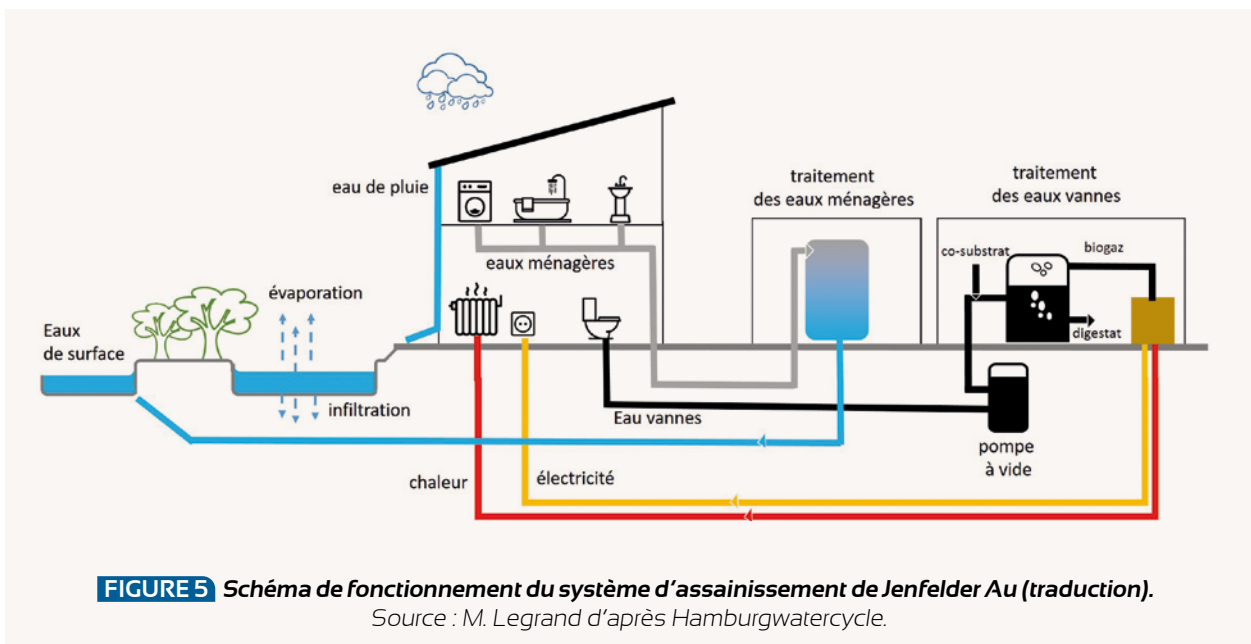 eau de pluie
traitement
des eaux ménagères
traitement
des eaux vannes
co-substrat
biogaz
eaux ménagères
évaporation
digestat
Eaux
de surface
infiltration
Eau vannes
pompe
à vide
chaleur
électricité
FIGURE 5 Schéma de fonctionnement du système d'assainissement de Jenfelder Au (traduction).
Source : M. Legrand d'après Hamburgwatercycle.